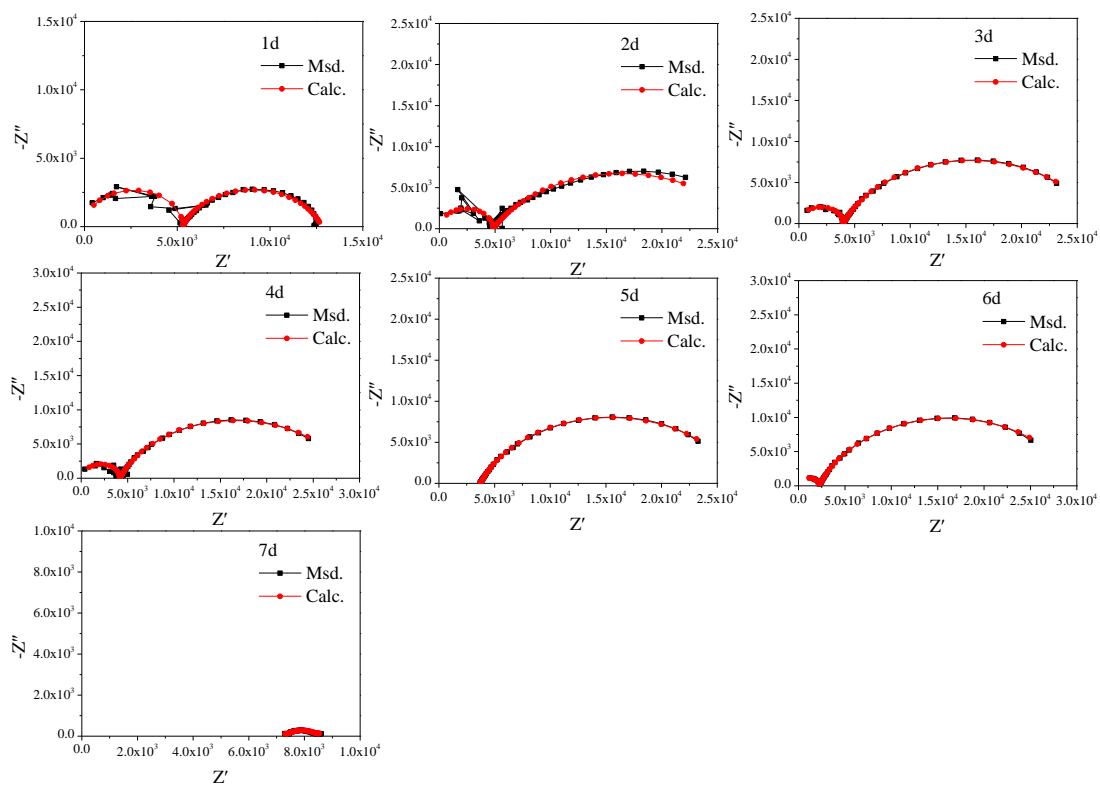 1d
Msd.
Calc.
-Z″
1.5x10⁴
1.0x10⁴
5.0x10³
0.0
0.0 5.0x10³ 1.0x10⁴ 1.5x10⁴
Z′
2d
Msd.
Calc.
-Z″
2.5x10⁴
2.0x10⁴
1.5x10⁴
1.0x10⁴
5.0x10³
0.0
0.0 5.0x10³ 1.0x10⁴ 1.5x10⁴ 2.0x10⁴ 2.5x10⁴
Z′
3d
Msd.
Calc.
-Z″
2.5x10⁴
2.0x10⁴
1.5x10⁴
1.0x10⁴
5.0x10³
0.0
0.0 5.0x10³ 1.0x10⁴ 1.5x10⁴ 2.0x10⁴ 2.5x10⁴
Z′
4d
Msd.
Calc.
-Z″
3.0x10⁴
2.5x10⁴
2.0x10⁴
1.5x10⁴
1.0x10⁴
5.0x10³
0.0
0.0 5.0x10³ 1.0x10⁴ 1.5x10⁴ 2.0x10⁴ 2.5x10⁴ 3.0x10⁴
Z′
5d
Msd.
Calc.
-Z″
2.5x10⁴
2.0x10⁴
1.5x10⁴
1.0x10⁴
5.0x10³
0.0
0.0 5.0x10³ 1.0x10⁴ 1.5x10⁴ 2.0x10⁴ 2.5x10⁴
Z′
6d
Msd.
Calc.
-Z″
3.0x10⁴
2.5x10⁴
2.0x10⁴
1.5x10⁴
1.0x10⁴
5.0x10³
0.0
5.0x10³ 1.0x10⁴ 1.5x10⁴ 2.0x10⁴ 2.5x10⁴ 3.0x10⁴
Z′
7d
Msd.
Calc.
-Z″
1.0x10⁴
8.0x10³
6.0x10³
4.0x10³
2.0x10³
0.0
0.0 2.0x10³ 4.0x10³ 6.0x10³ 8.0x10³ 1.0x10⁴
Z′